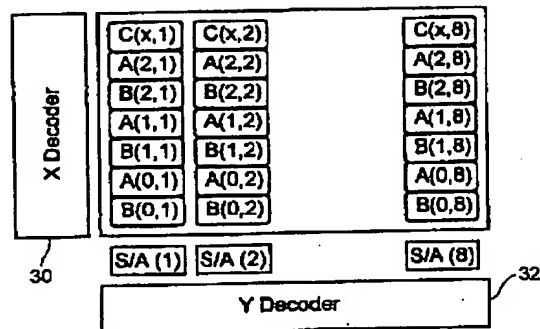 C(x,1) C(x,2) C(x,8)
A(2,1) A(2,2) A(2,8)
B(2,1) B(2,2) B(2,8)
A(1,1) A(1,2) A(1,8)
B(1,1) B(1,2) B(1,8)
A(0,1) A(0,2) A(0,8)
B(0,1) B(0,2) B(0,8)
X Decoder
30
S/A (1) S/A (2) S/A (8)
32
Y Decoder